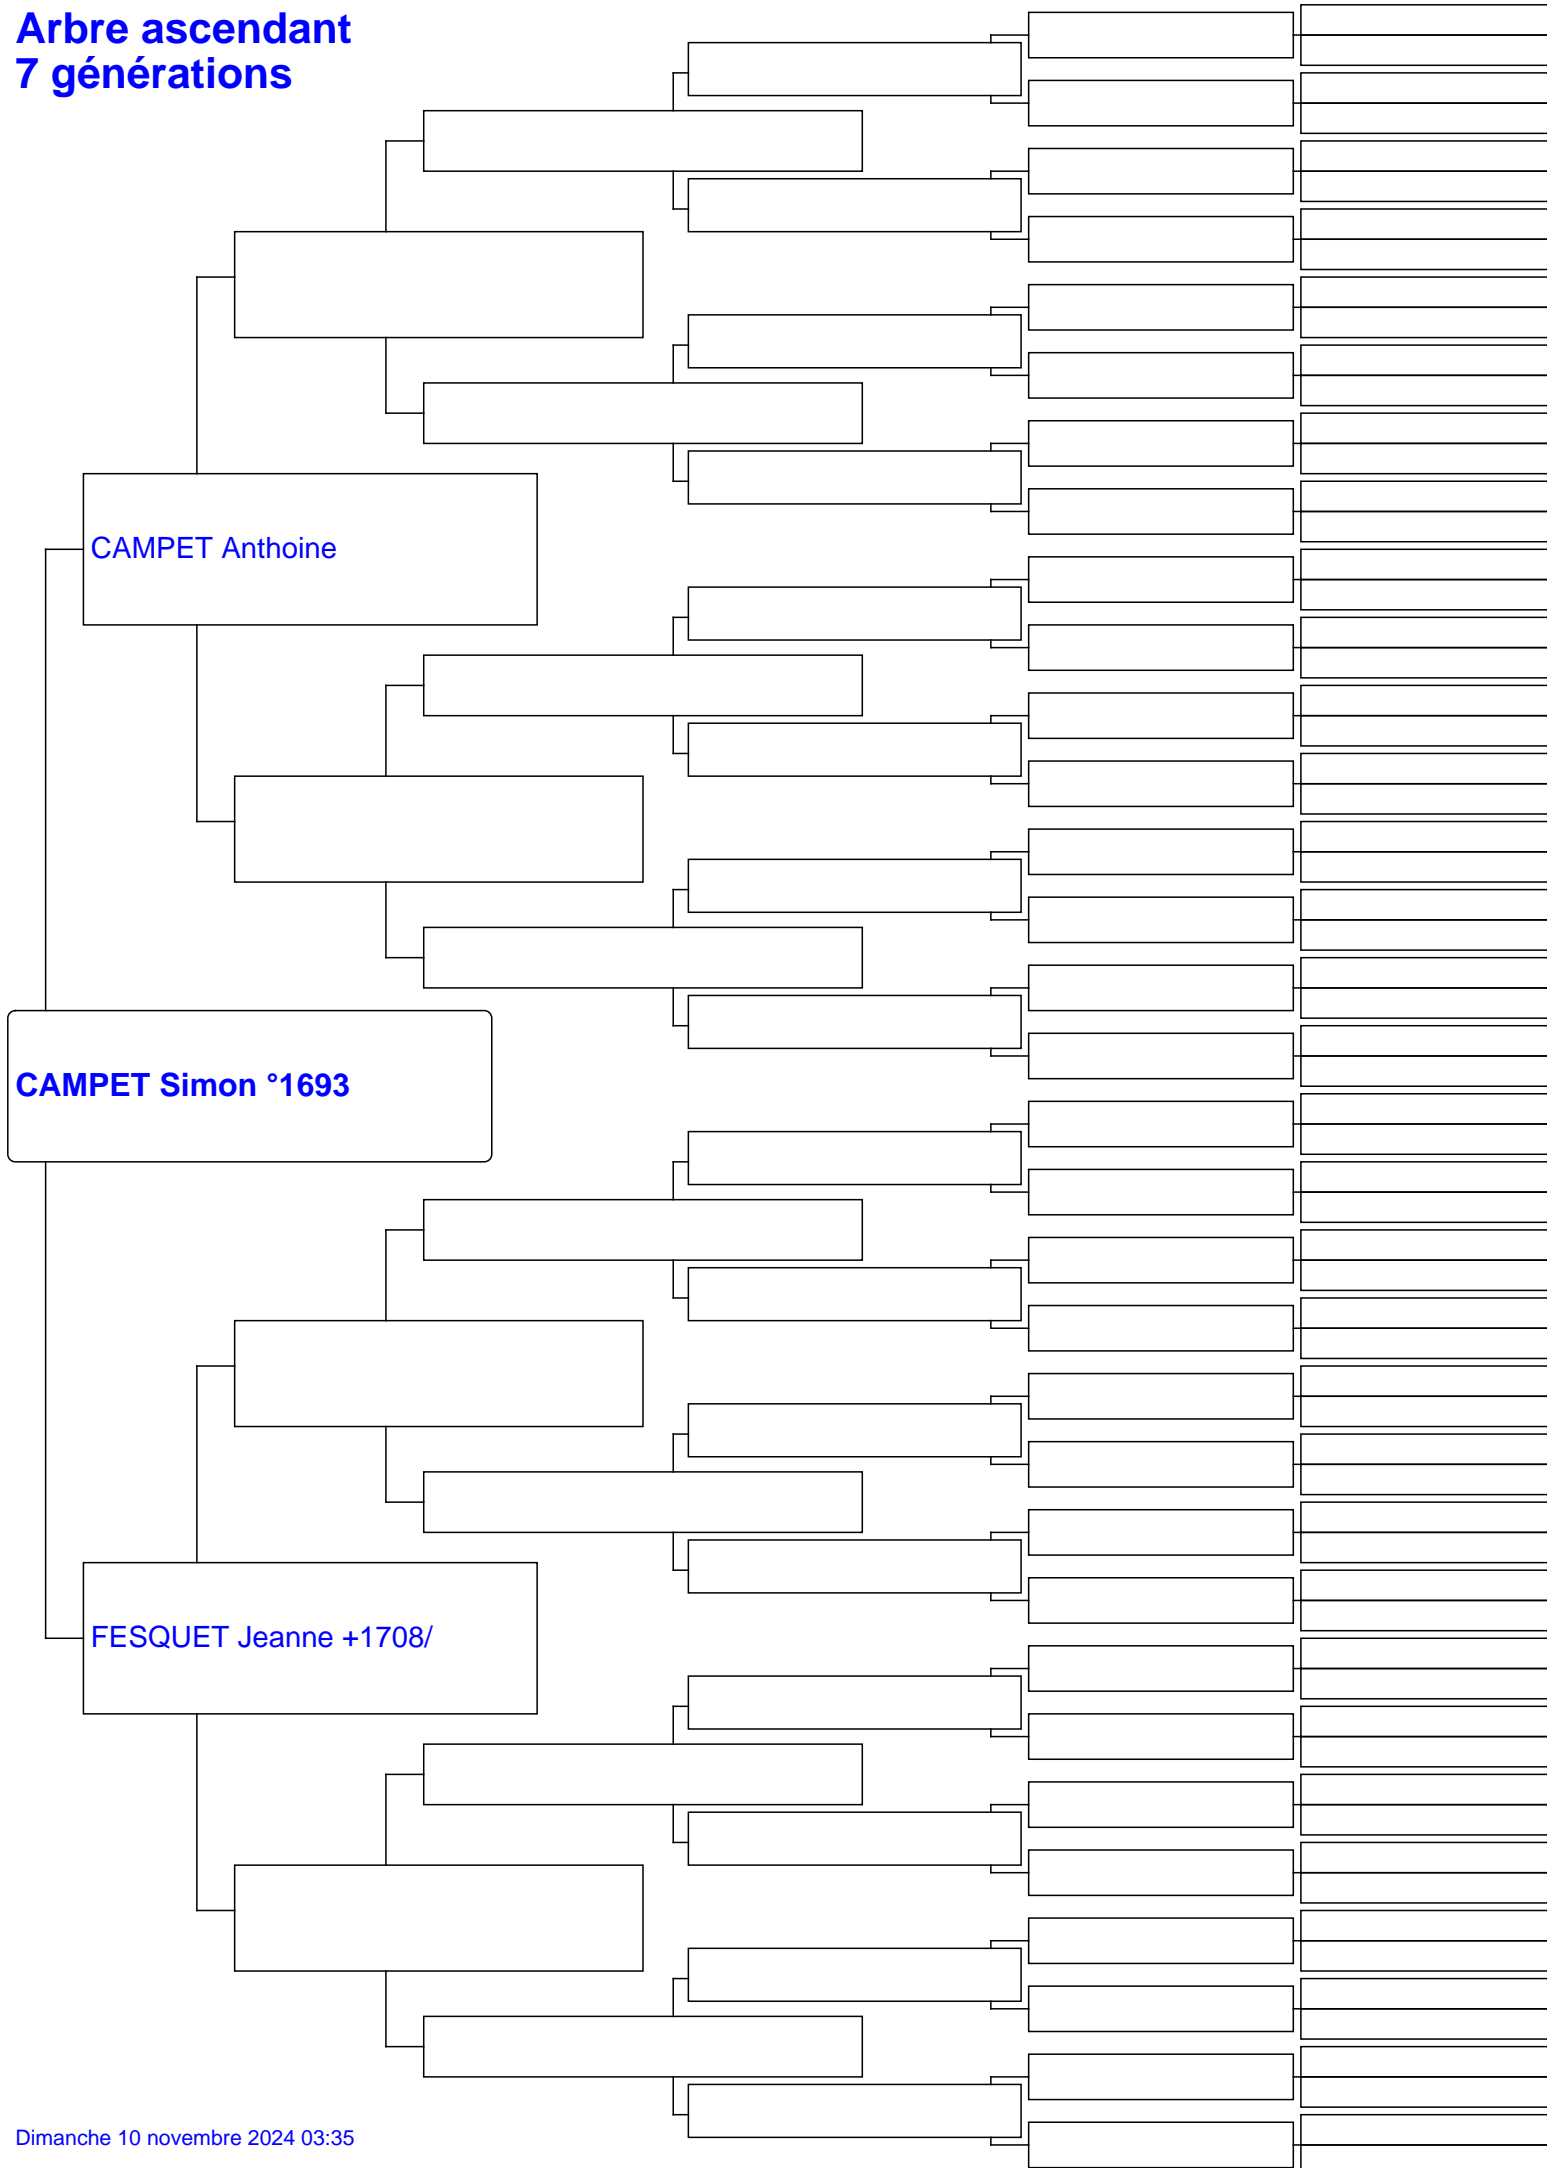 Arbre ascendant
7 générations
CAMPET Anthoine
CAMPET Simon °1693
FESQUET Jeanne +1708/
Dimanche 10 novembre 2024 03:35